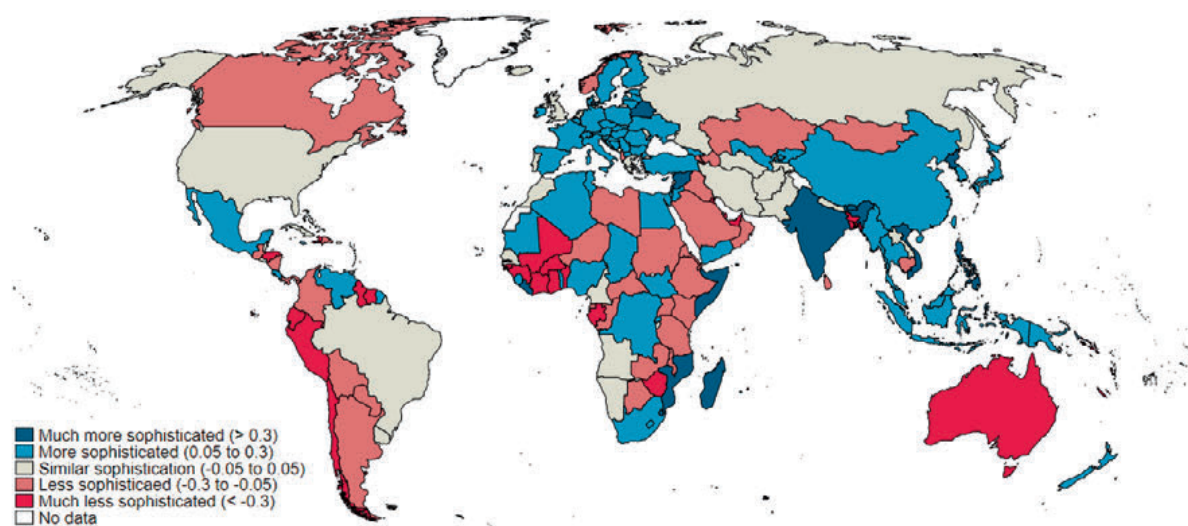 Much more sophisticated (> 0.3)
More sophisticated (0.05 to 0.3)
Similar sophistication (-0.05 to 0.05)
Less sophisticaed (-0.3 to -0.05)
Much less sophisticated (< -0.3)
No data